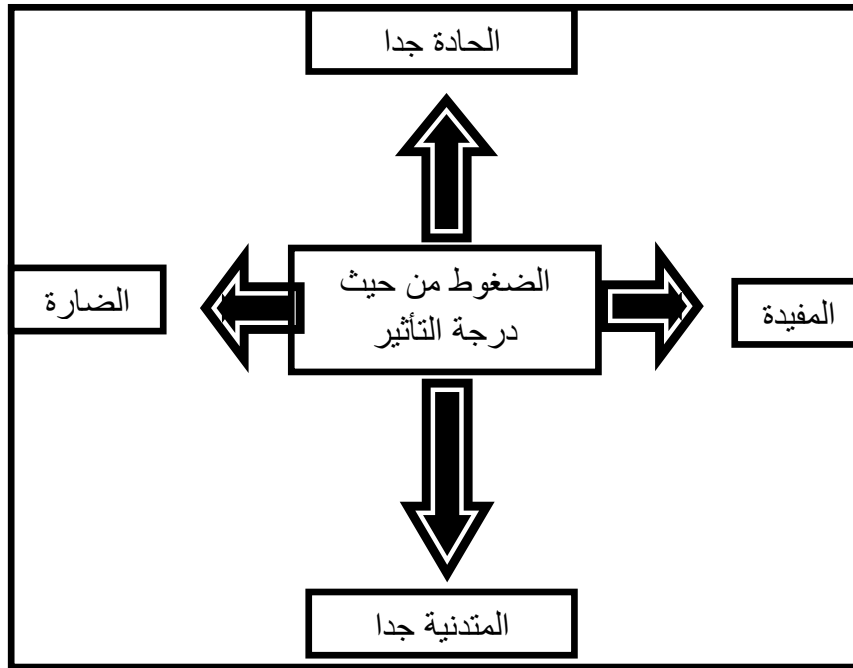 الحادة جدا
الضغوط من حيث
درجة التأثير
المفيدة
الضارة
المتدنية جدا